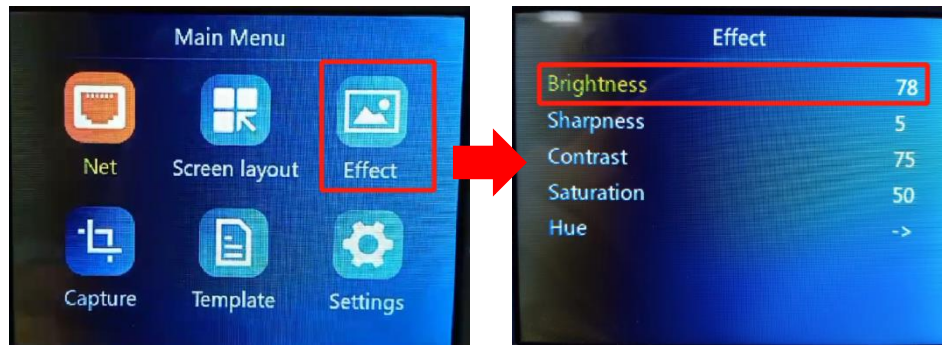 Main Menu
Net
Screen layout
Effect
Capture
Template
Settings
Effect
Brightness 78
Sharpness 5
Contrast 75
Saturation 50
Hue ->